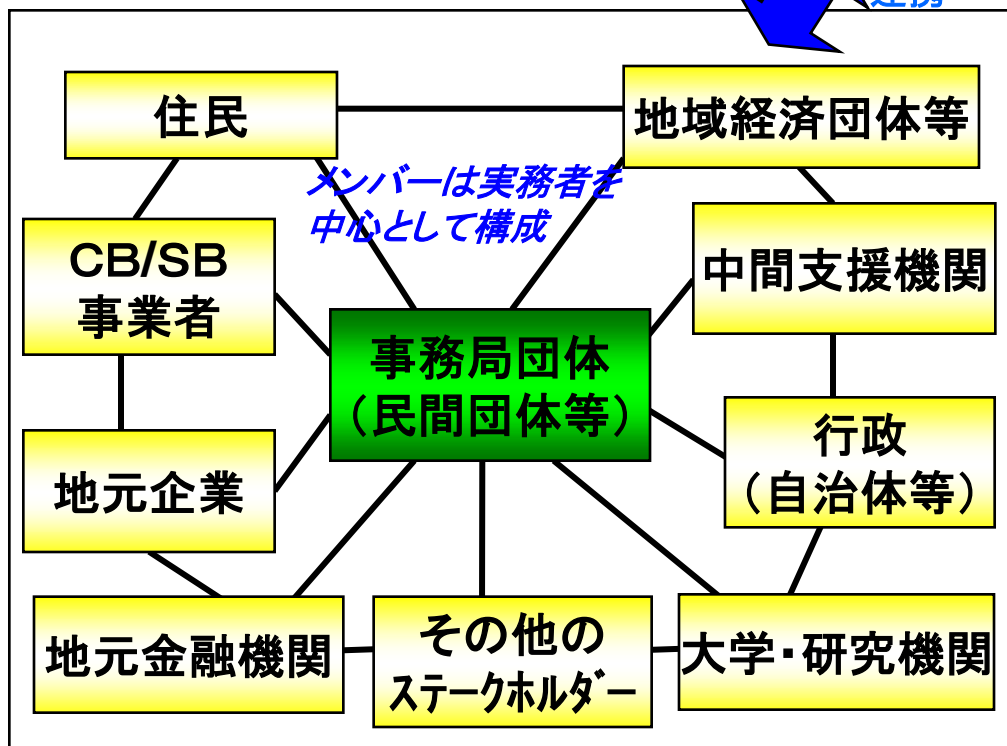 連携
住民
地域経済団体等
メンバーは実務者を
中心として構成
CB/SB
事業者
中間支援機関
事務局団体
（民間団体等）
行政
（自治体等）
地元企業
地元金融機関
その他の
ステークホルダー
大学・研究機関